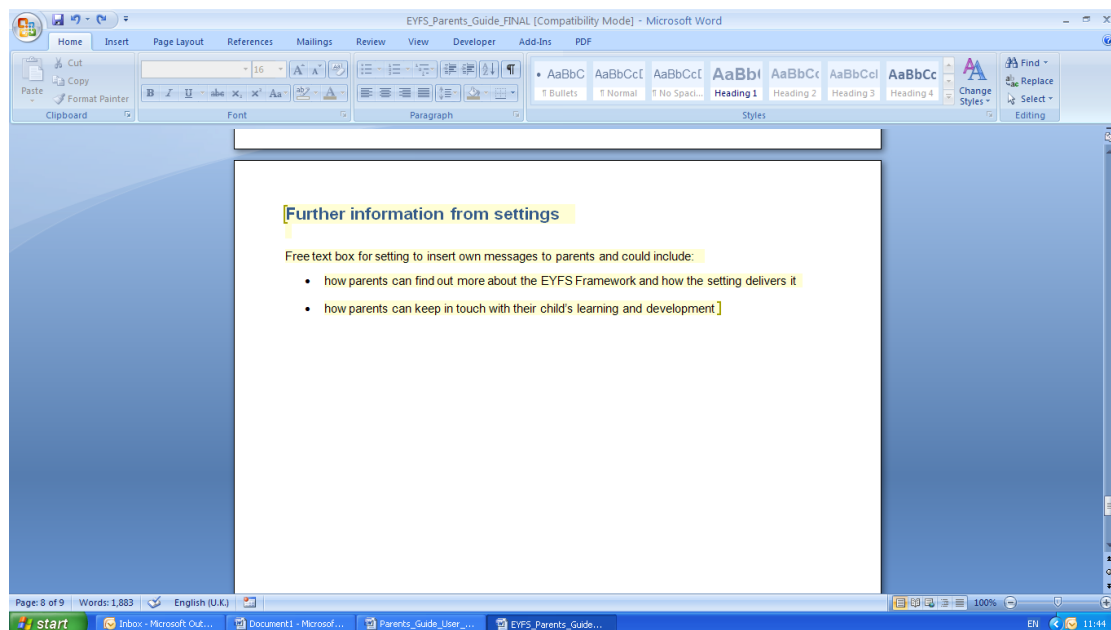 EYFS_Parents_Guide_FINAL [Compatibility Mode] - Microsoft Word
Home Insert Page Layout References Mailings Review View Developer Add-Ins PDF
Paste
Cut
Copy
Format Painter
Clipboard
16
Font
Paragraph
• AaBbC AaBbCcI AaBbCcI AaBb( AaBbCc AaBbCcI AaBbCc
¶ Bullets ¶ Normal ¶ No Spaci... Heading 1 Heading 2 Heading 3 Heading 4
Change Styles
Styles
Find
Replace
Select
Editing
Further information from settings
Free text box for setting to insert own messages to parents and could include:
• how parents can find out more about the EYFS Framework and how the setting delivers it
• how parents can keep in touch with their child's learning and development
Page: 8 of 9 Words: 1,883 English (U.K.) 100%
start Inbox - Microsoft Out... Document1 - Microsof... Parents_Guide_User_... EYFS_Parents_Guide... EN 11:44